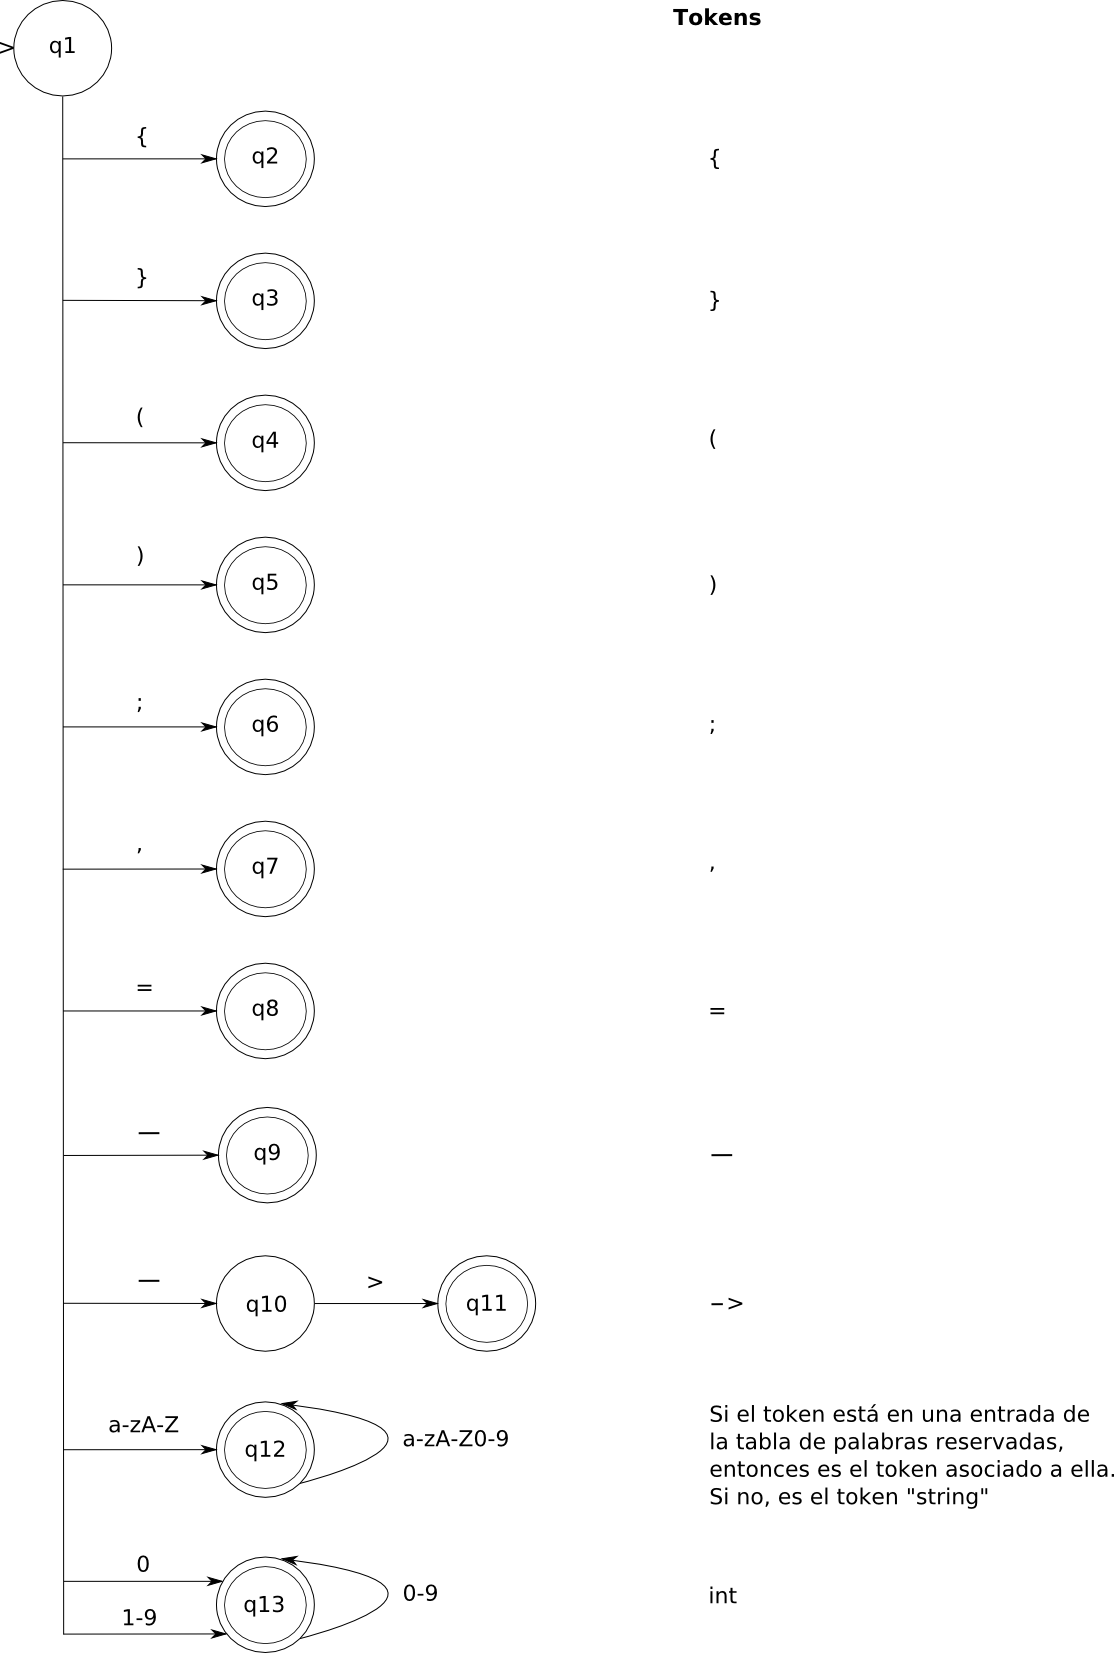 Tokens
> q1
{ q2 {
} q3 }
( q4 (
) q5 )
; q6 ;
, q7 ,
= q8 =
— q9 —
— q10 > q11 –>
a-zA-Z q12 a-zA-Z0-9
Si el token está en una entrada de
la tabla de palabras reservadas,
entonces es el token asociado a ella.
Si no, es el token "string"
0
1-9 q13 0-9 int